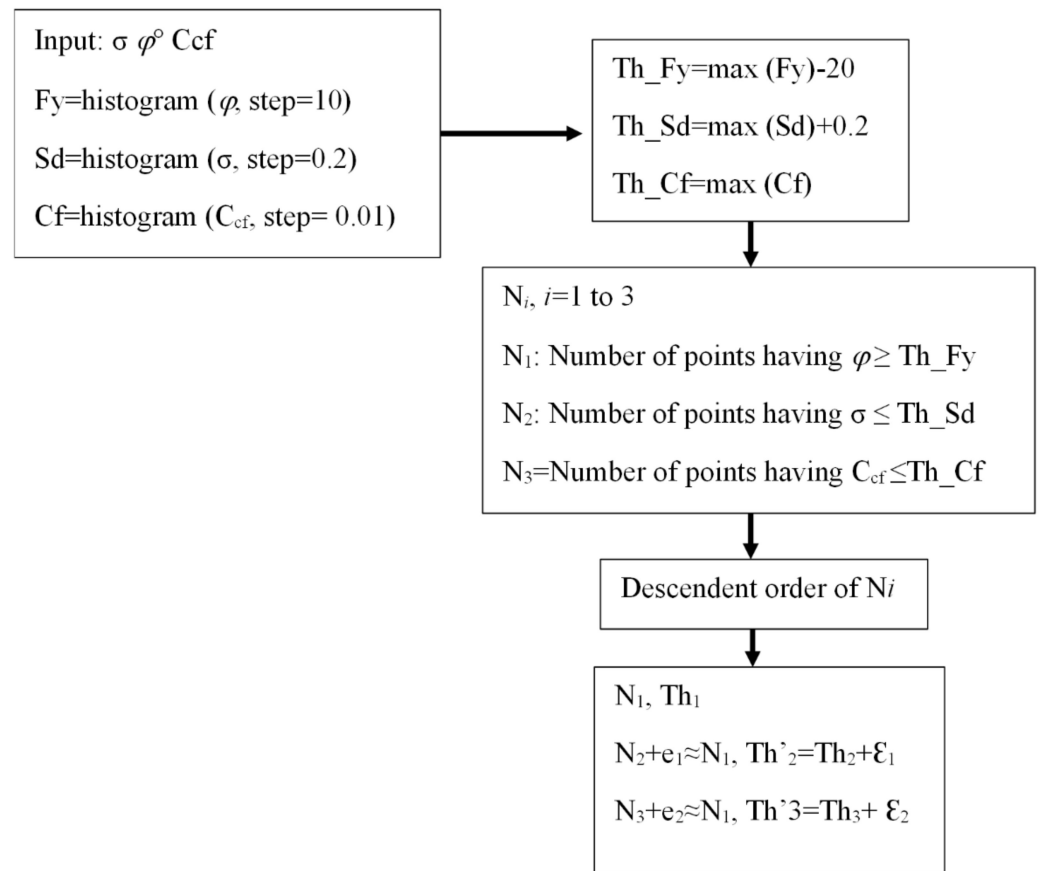 Input: σ φ° Ccf
Fy=histogram (φ, step=10)
Sd=histogram (σ, step=0.2)
Cf=histogram (Ccf, step= 0.01)
Th_Fy=max (Fy)-20
Th_Sd=max (Sd)+0.2
Th_Cf=max (Cf)
Nᵢ, i=1 to 3
N₁: Number of points having φ≥ Th_Fy
N₂: Number of points having σ ≤ Th_Sd
N₃=Number of points having Ccf ≤Th_Cf
Descendent order of Ni
N₁, Th₁
N₂+e₁≈N₁, Th’₂=Th₂+Ɛ₁
N₃+e₂≈N₁, Th’3=Th₃+ Ɛ₂